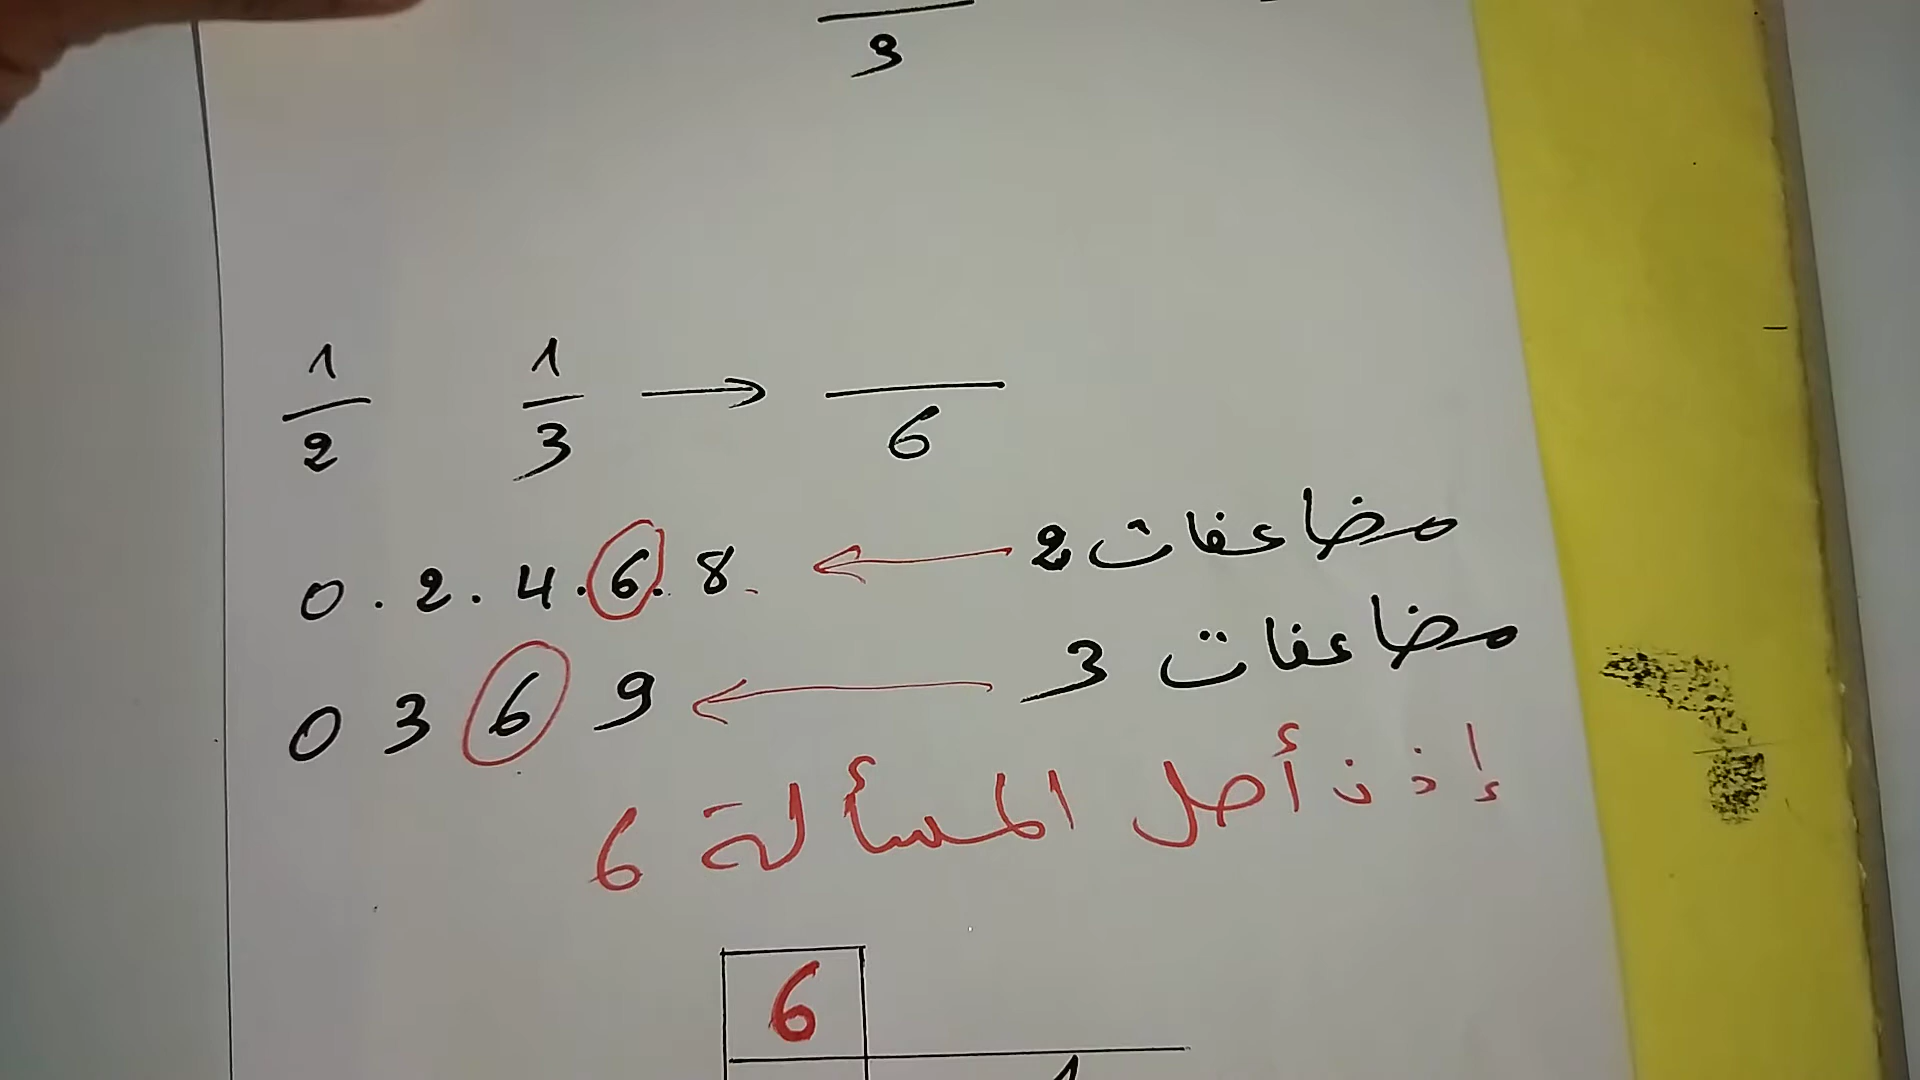 3
1/2 1/3 → /6
0 . 2 . 4 . 6 . 8 . ← مضاعفات 2
0 3 6 9 ← مضاعفات 3
إذن أصل المسألة 6
6
1